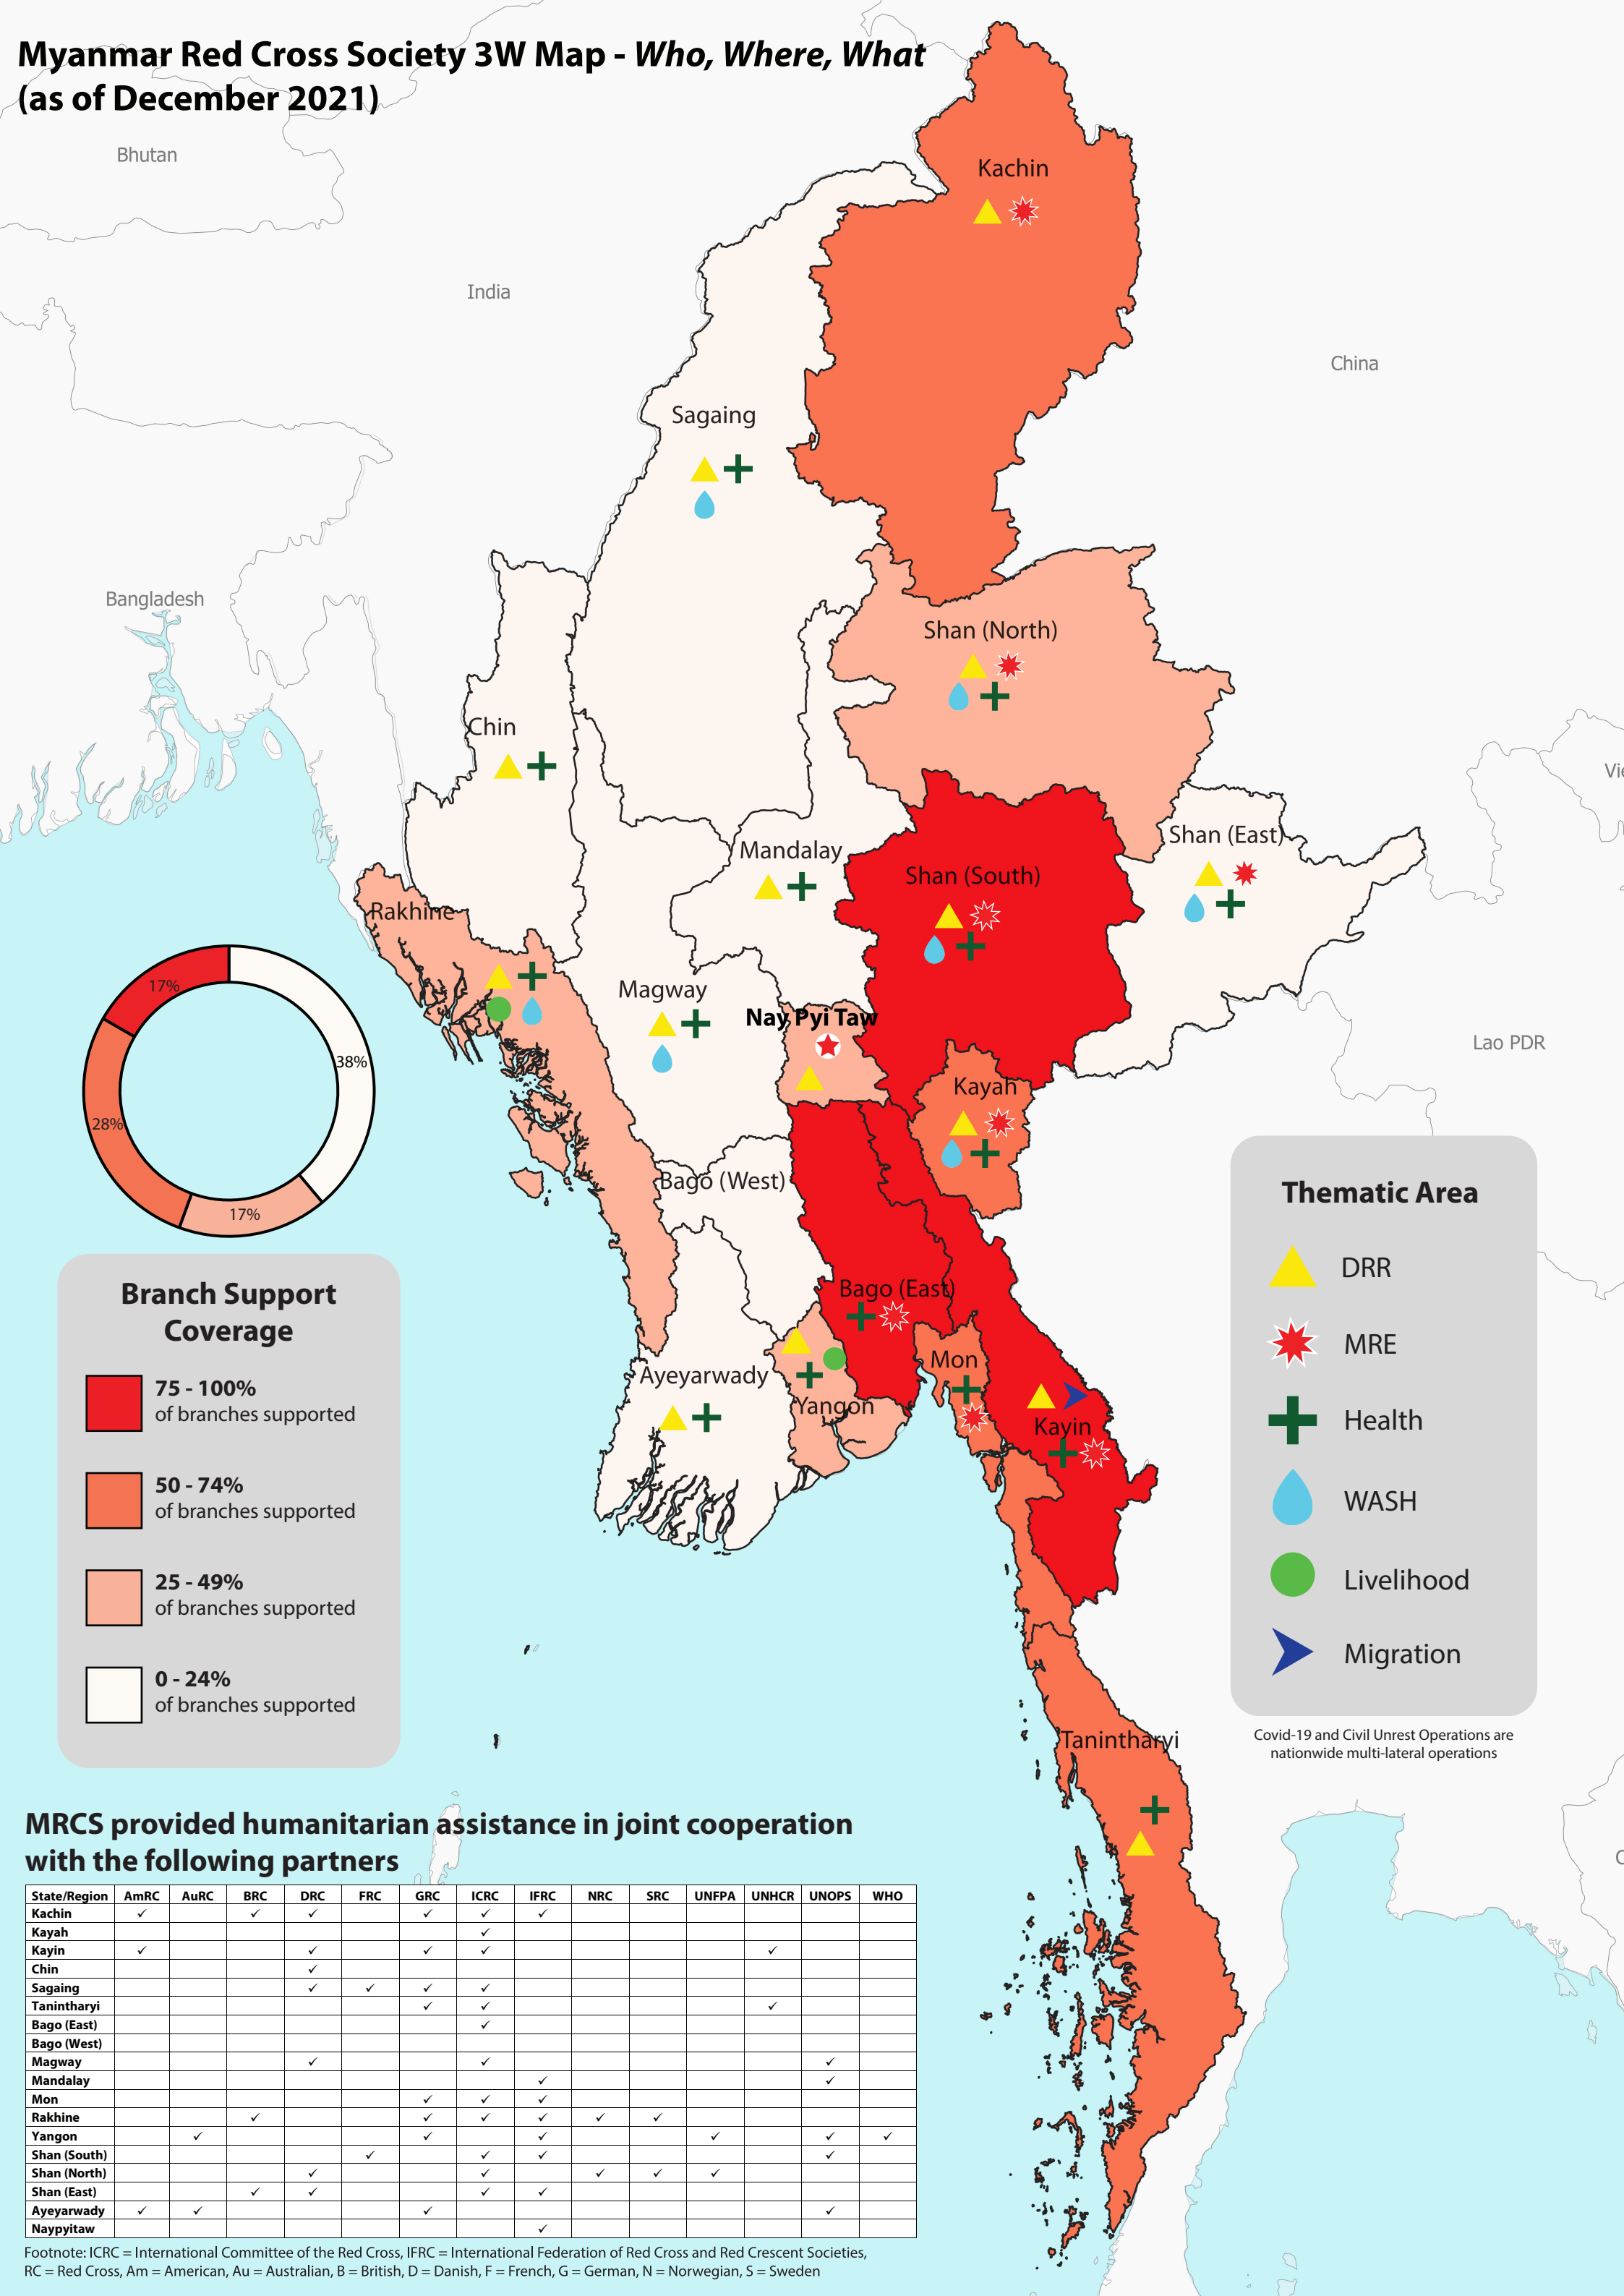 Myanmar Red Cross Society 3W Map - Who, Where, What
(as of December 2021)
Bhutan
India
China
Bangladesh
Lao PDR
Kachin
Sagaing
Shan (North)
Chin
Mandalay
Shan (East)
Shan (South)
Rakhine
Magway
Nay Pyi Taw
Kayah
Bago (West)
Bago (East)
Mon
Ayeyarwady
Yangon
Kayin
Tanintharyi
17%
38%
28%
17%
Branch Support
Coverage
75 - 100%
of branches supported
50 - 74%
of branches supported
25 - 49%
of branches supported
0 - 24%
of branches supported
Thematic Area
DRR
MRE
Health
WASH
Livelihood
Migration
Covid-19 and Civil Unrest Operations are
nationwide multi-lateral operations
MRCS provided humanitarian assistance in joint cooperation
with the following partners
State/Region AmRC AuRC BRC DRC FRC GRC ICRC IFRC NRC SRC UNFPA UNHCR UNOPS WHO
Kachin ✓ ✓ ✓ ✓ ✓ ✓
Kayah ✓
Kayin ✓ ✓ ✓ ✓ ✓
Chin ✓
Sagaing ✓ ✓ ✓ ✓
Tanintharyi ✓ ✓ ✓
Bago (East) ✓
Bago (West)
Magway ✓ ✓ ✓
Mandalay ✓ ✓
Mon ✓ ✓ ✓
Rakhine ✓ ✓ ✓ ✓ ✓ ✓
Yangon ✓ ✓ ✓ ✓ ✓ ✓
Shan (South) ✓ ✓ ✓ ✓
Shan (North) ✓ ✓ ✓ ✓ ✓
Shan (East) ✓ ✓ ✓ ✓
Ayeyarwady ✓ ✓ ✓ ✓
Naypyitaw ✓
Footnote: ICRC = International Committee of the Red Cross, IFRC = International Federation of Red Cross and Red Crescent Societies,
RC = Red Cross, Am = American, Au = Australian, B = British, D = Danish, F = French, G = German, N = Norwegian, S = Sweden